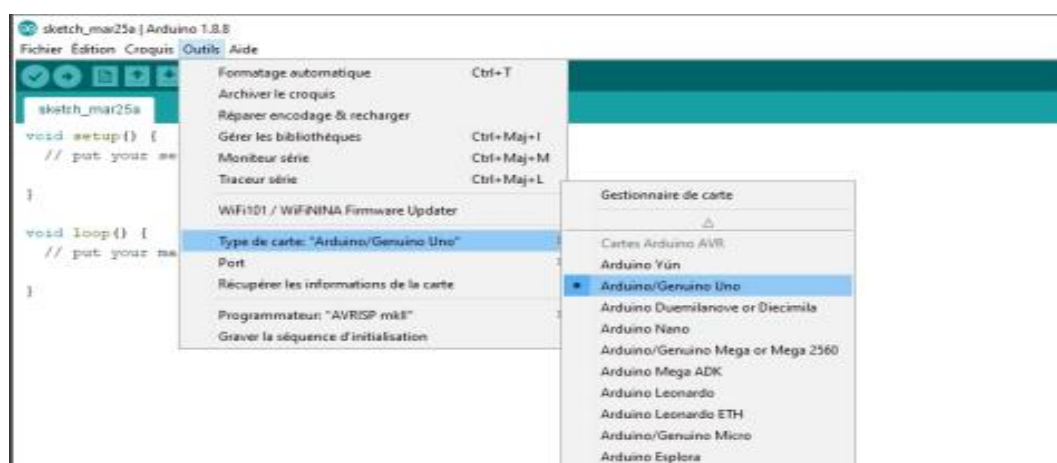 sketch_mar25a | Arduino 1.8.8
Fichier Édition Croquis Outils Aide
sketch_mar25a
void setup() {
// put your se
}
void loop() {
// put your ma
}
Formatage automatique Ctrl+T
Archiver le croquis
Réparer encodage & recharger
Gérer les bibliothèques Ctrl+Maj+I
Moniteur série Ctrl+Maj+M
Traceur série Ctrl+Maj+L
WiFi101 / WiFiNINA Firmware Updater
Type de carte: "Arduino/Genuino Uno"
Port
Récupérer les informations de la carte
Programmateur: "AVRISP mkII"
Graver la séquence d'initialisation
Gestionnaire de carte
Cartes Arduino AVR
Arduino Yún
Arduino/Genuino Uno
Arduino Duemilanove or Diecimila
Arduino Nano
Arduino/Genuino Mega or Mega 2560
Arduino Mega ADK
Arduino Leonardo
Arduino Leonardo ETH
Arduino/Genuino Micro
Arduino Esplora